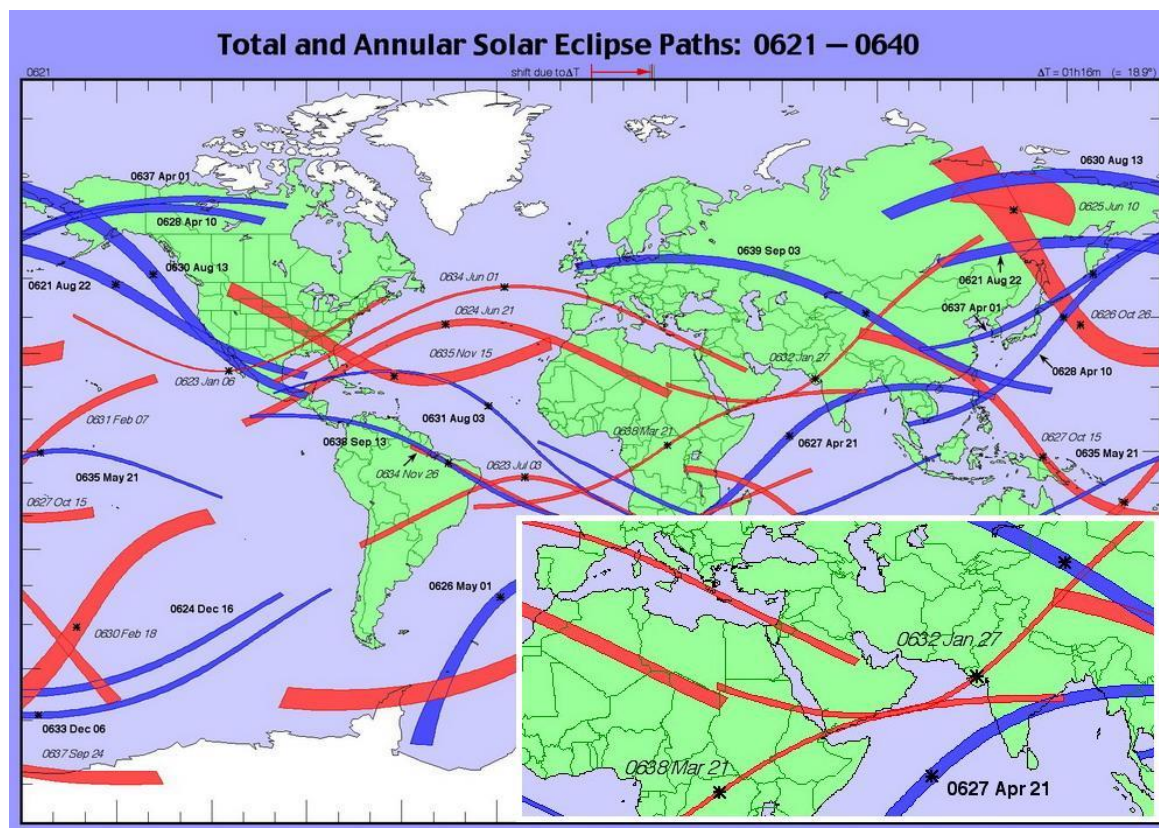 Total and Annular Solar Eclipse Paths: 0621 — 0640
0621
shift due to ΔT
ΔT = 01h16m (= 18.9°)
0637 Apr 01
0630 Aug 13
0628 Apr 10
0625 Jun 10
0639 Sep 03
0630 Aug 13
0634 Jun 01
0621 Aug 22
0621 Aug 22
0637 Apr 01
0624 Jun 21
0626 Oct 26
0635 Nov 15
0632 Jan 27
0623 Jan 06
0628 Apr 10
0631 Feb 07
0631 Aug 03
0638 Mar 21
0638 Sep 13
0627 Apr 21
0627 Oct 15
0634 Nov 26
0623 Jul 03
0635 May 21
0635 May 21
0627 Oct 15
0626 May 01
0624 Dec 16
0630 Feb 18
0632 Jan 27
0633 Dec 06
0637 Sep 24
0638 Mar 21
0627 Apr 21